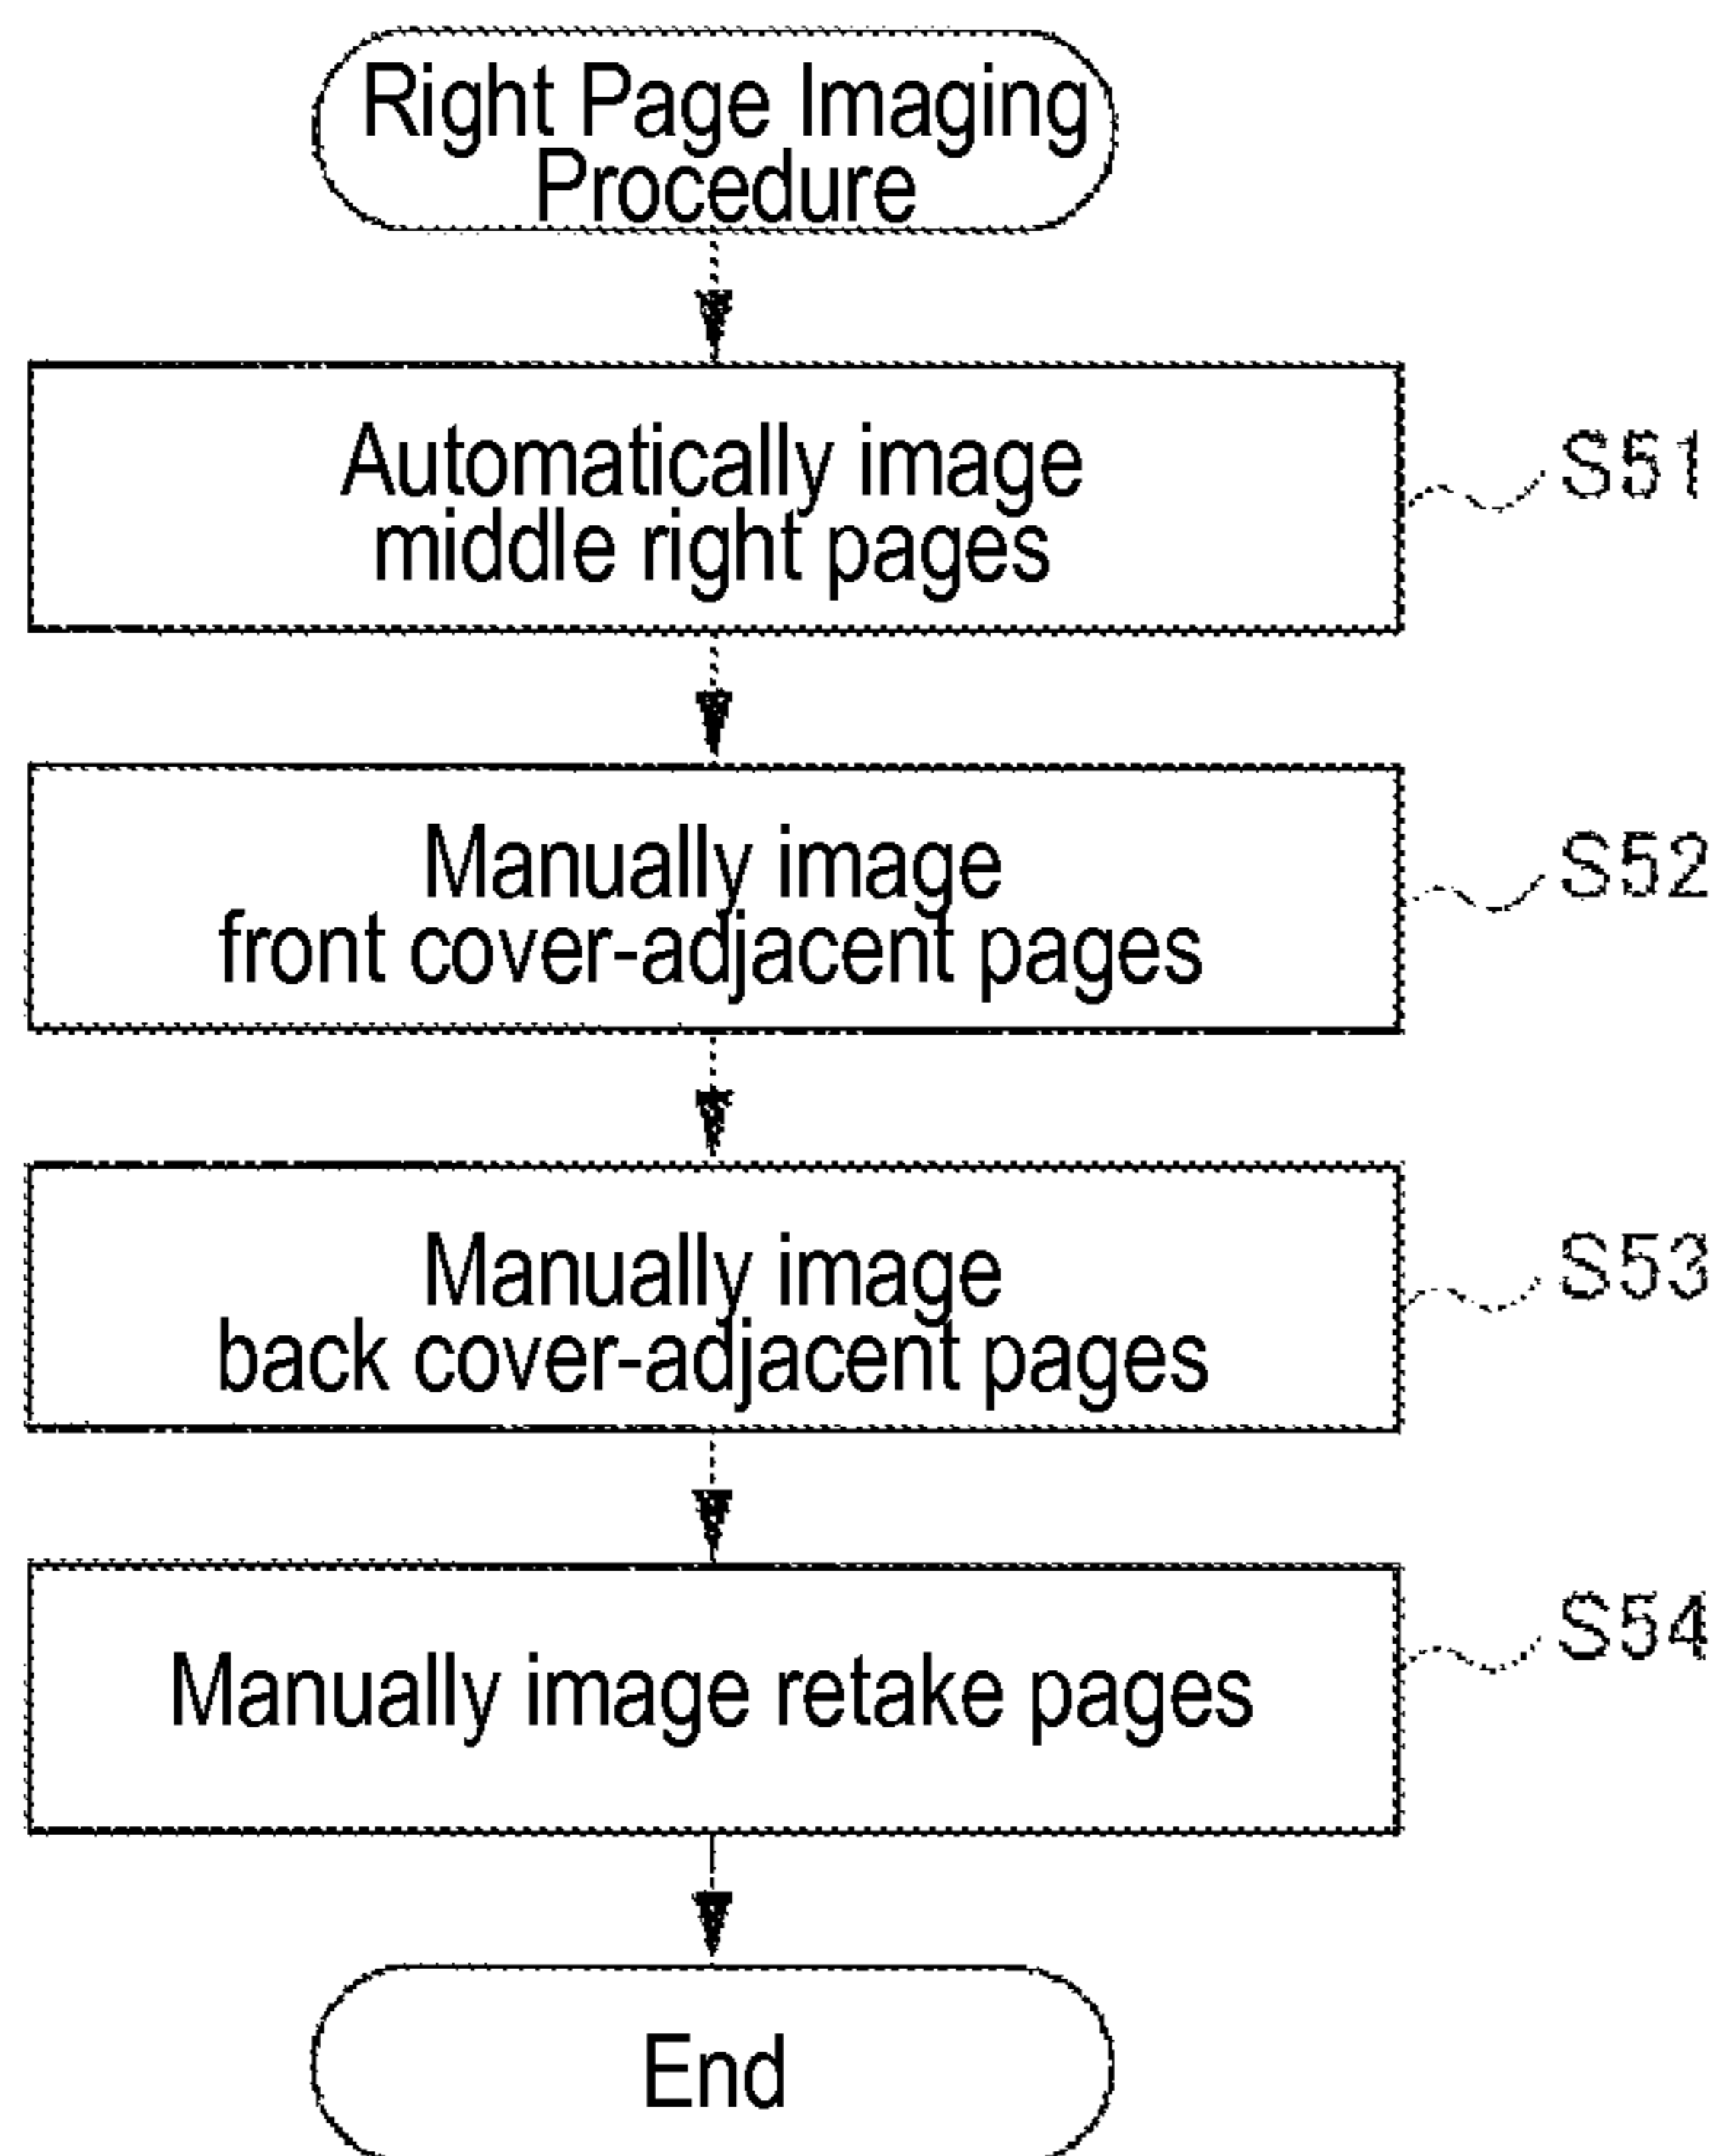 Right Page Imaging
Procedure
Automatically image
middle right pages
S51
Manually image
front cover-adjacent pages
S52
Manually image
back cover-adjacent pages
S53
Manually image retake pages
S54
End